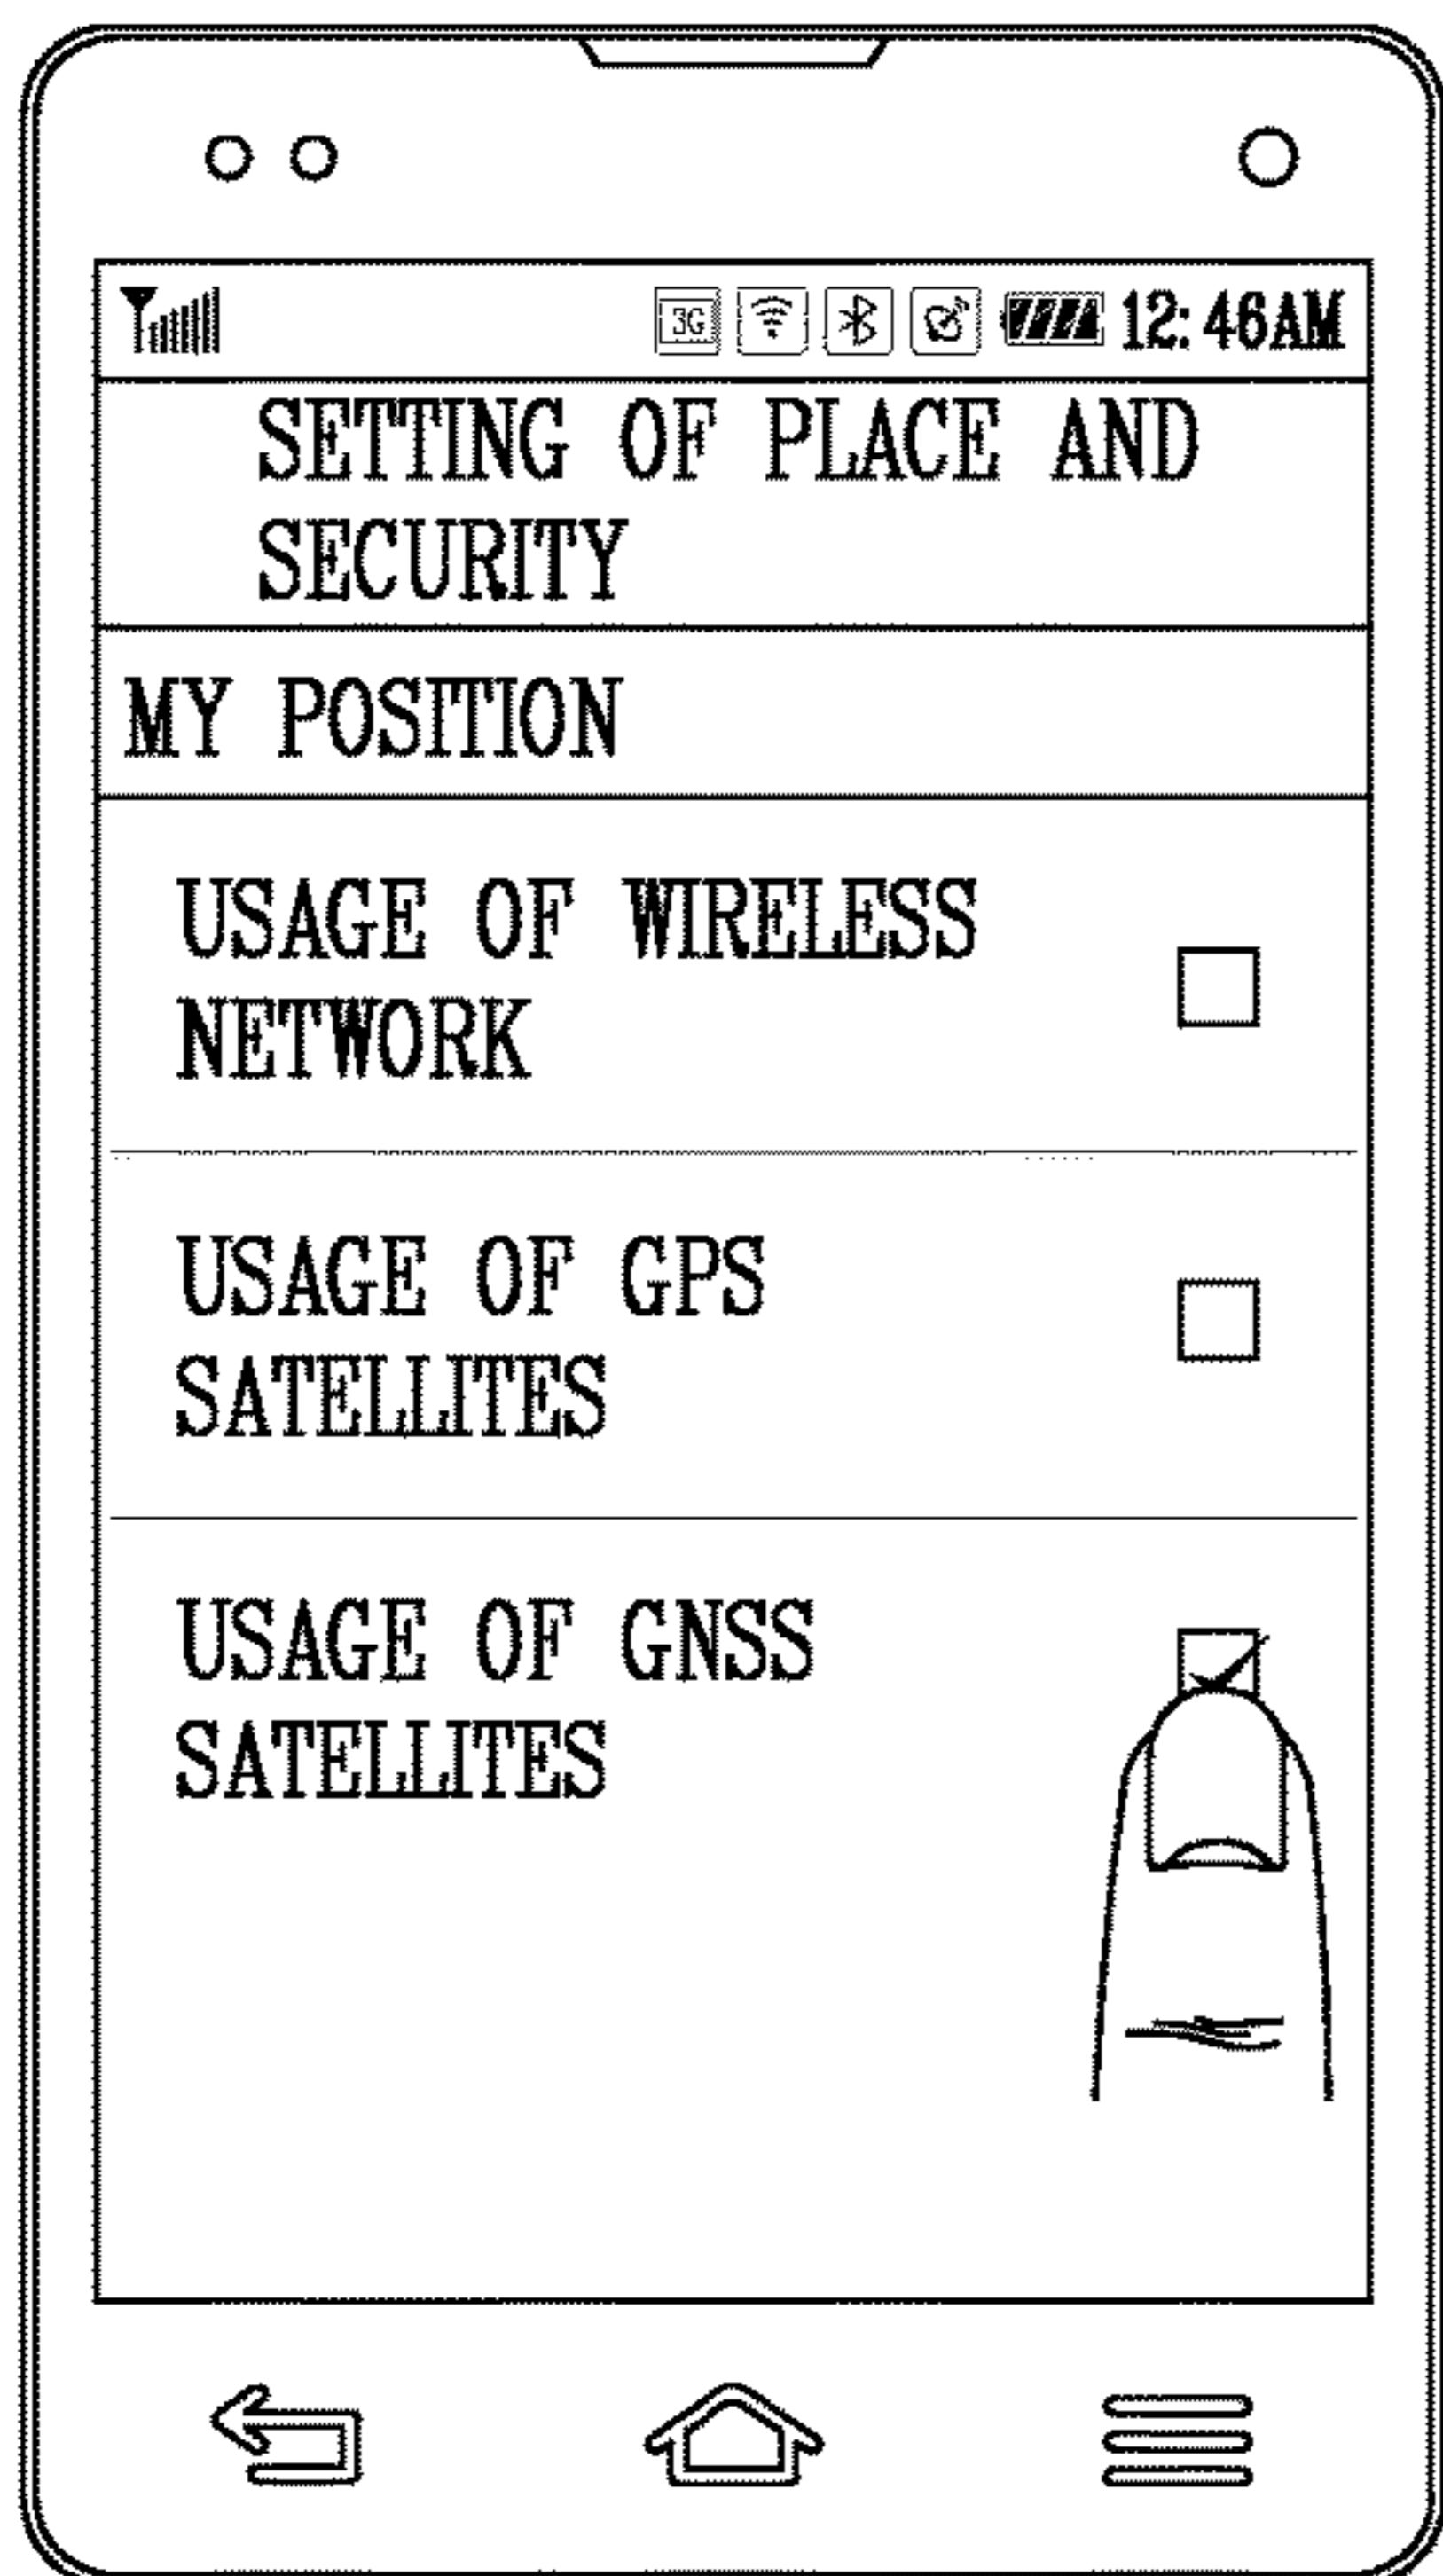 3G 12:46AM
SETTING OF PLACE AND
SECURITY
MY POSITION
USAGE OF WIRELESS
NETWORK
USAGE OF GPS
SATELLITES
USAGE OF GNSS
SATELLITES